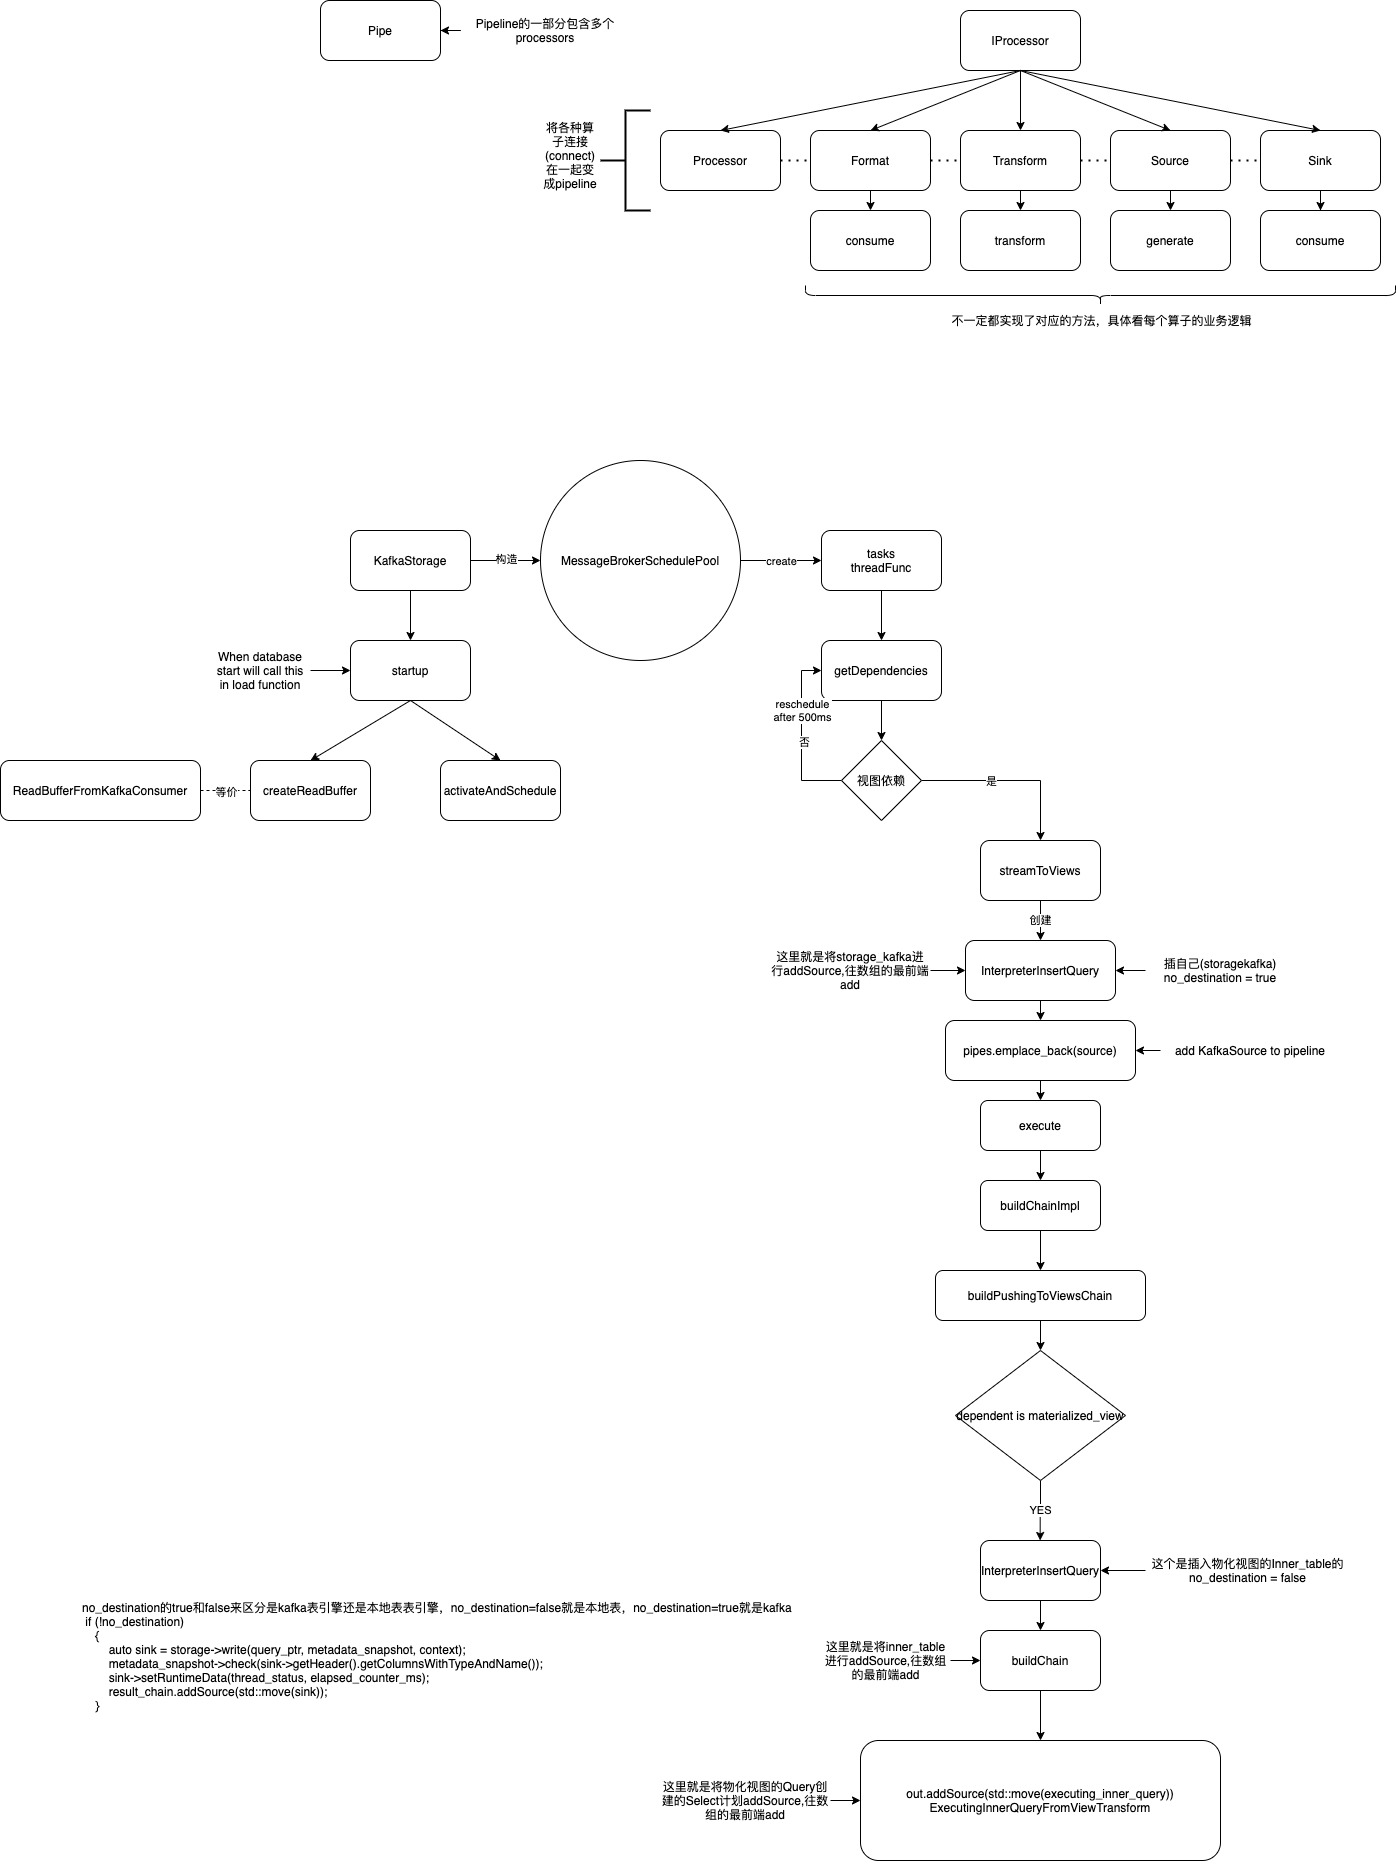 Pipe
Pipeline的一部分包含多个
processors
IProcessor
将各种算
子连接
(connect)
在一起变
成pipeline
Processor
Format
Transform
Source
Sink
consume
transform
generate
consume
不一定都实现了对应的方法，具体看每个算子的业务逻辑
KafkaStorage
构造
MessageBrokerSchedulePool
create
tasks
threadFunc
When database
start will call this
in load function
startup
getDependencies
reschedule
after 500ms
否
视图依赖
是
ReadBufferFromKafkaConsumer
等价
createReadBuffer
activateAndSchedule
streamToViews
创建
这里就是将storage_kafka进
行addSource,往数组的最前端
add
InterpreterInsertQuery
插自己(storagekafka)
no_destination = true
pipes.emplace_back(source)
add KafkaSource to pipeline
execute
buildChainImpl
buildPushingToViewsChain
dependent is materialized_view
YES
InterpreterInsertQuery
这个是插入物化视图的Inner_table的
no_destination = false
no_destination的true和false来区分是kafka表引擎还是本地表表引擎，no_destination=false就是本地表，no_destination=true就是kafka
if (!no_destination)
{
auto sink = storage->write(query_ptr, metadata_snapshot, context);
metadata_snapshot->check(sink->getHeader().getColumnsWithTypeAndName());
sink->setRuntimeData(thread_status, elapsed_counter_ms);
result_chain.addSource(std::move(sink));
}
这里就是将inner_table
进行addSource,往数组
的最前端add
buildChain
这里就是将物化视图的Query创
建的Select计划addSource,往数
组的最前端add
out.addSource(std::move(executing_inner_query))
ExecutingInnerQueryFromViewTransform